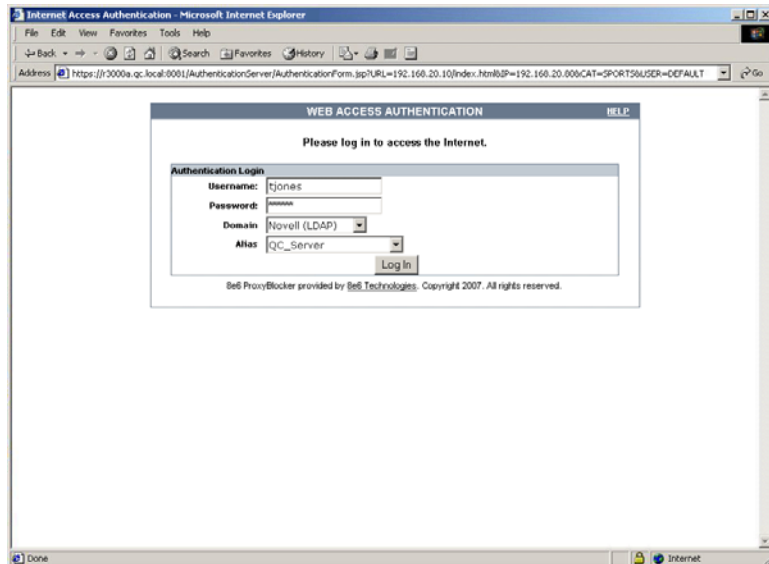 Internet Access Authentication - Microsoft Internet Explorer
File Edit View Favorites Tools Help
Back Search Favorites History
Address https://r3000a.qc.local:8081/AuthenticationServer/AuthenticationForm.jsp?URL=192.168.20.10/index.html&IP=192.168.20.80&CAT=SPORTS&USER=DEFAULT Go
WEB ACCESS AUTHENTICATION HELP
Please log in to access the Internet.
Authentication Login
Username: tjones
Password: ******
Domain Novell (LDAP)
Alias QC_Server
Log In
8e6 ProxyBlocker provided by 8e6 Technologies. Copyright 2007. All rights reserved.
Done Internet